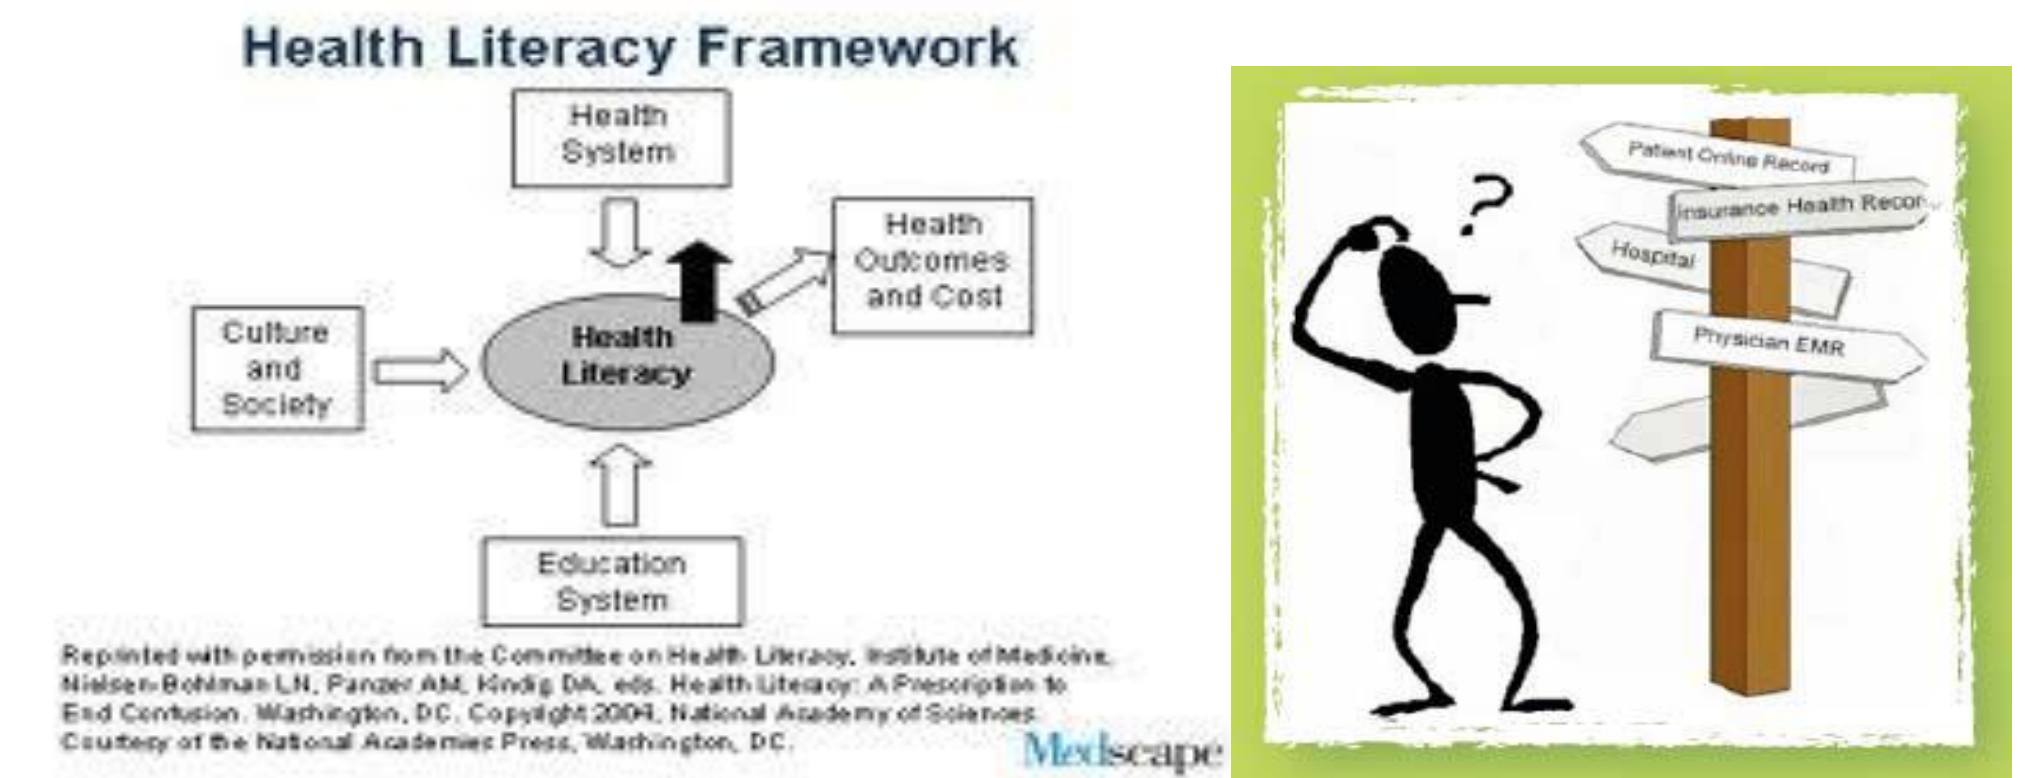 Health Literacy Framework
Health
System
Health
Outcomes
and Cost
Culture
and
Society
Health
Literacy
Education
System
Reprinted with permission from the Committee on Health Literacy, Institute of Medicine,
Nielsen-Bohlman LN, Panzer AM, Kindig DA, eds. Health Literacy: A Prescription to
End Confusion. Washington, DC. Copyright 2004, National Academy of Sciences.
Courtesy of the National Academies Press, Washington, DC.
Medscape
?
Patient Online Record
Insurance Health Recor
Hospital
Physician EMR